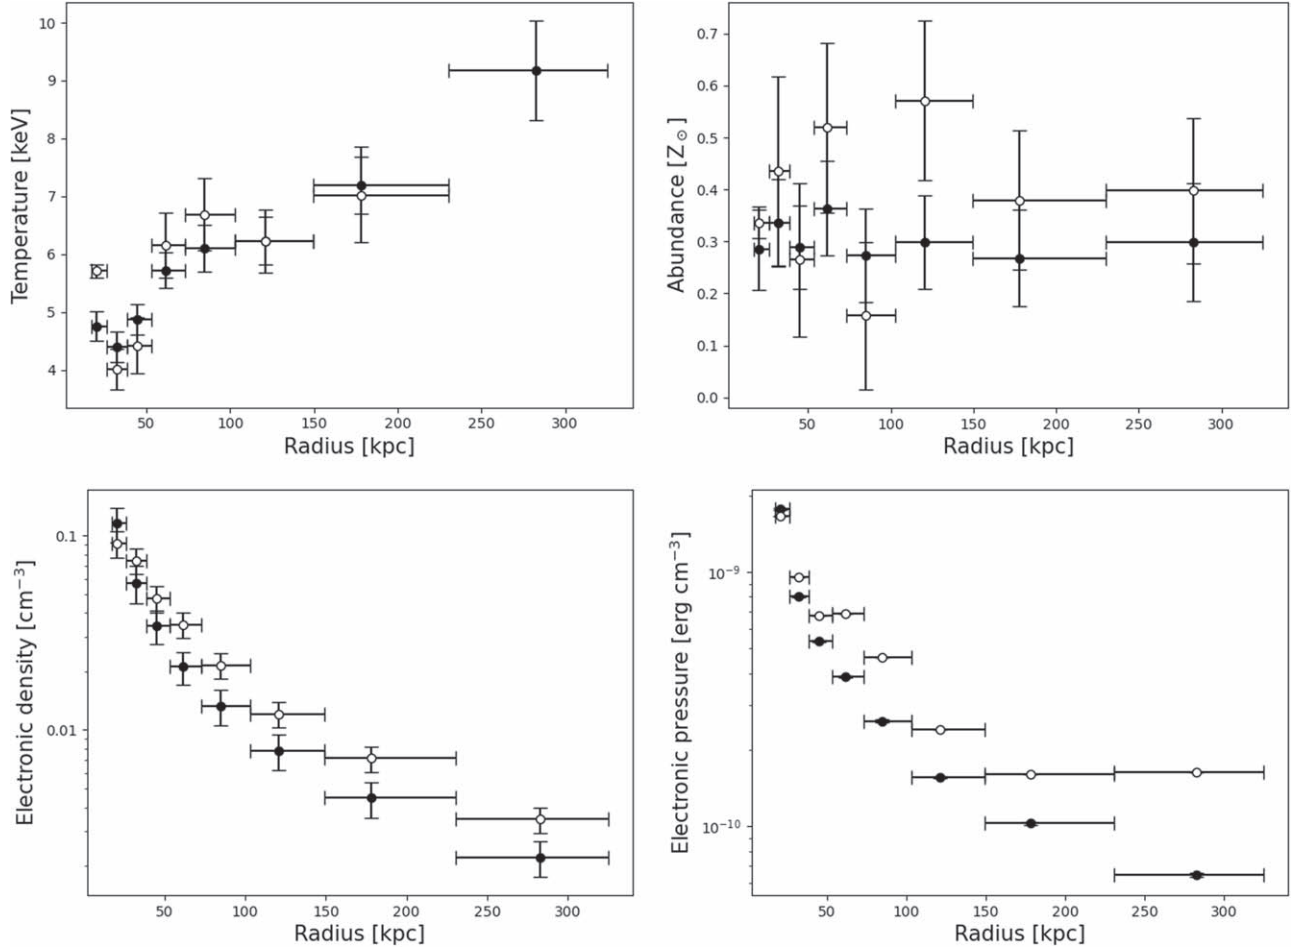 10
9
8
7
6
5
4
Temperature [keV]
50 100 150 200 250 300
Radius [kpc]
0.7
0.6
0.5
0.4
0.3
0.2
0.1
0.0
Abundance [Z⊙]
50 100 150 200 250 300
Radius [kpc]
0.1
0.01
Electronic density [cm⁻³]
50 100 150 200 250 300
Radius [kpc]
10⁻⁹
10⁻¹⁰
Electronic pressure [erg cm⁻³]
50 100 150 200 250 300
Radius [kpc]